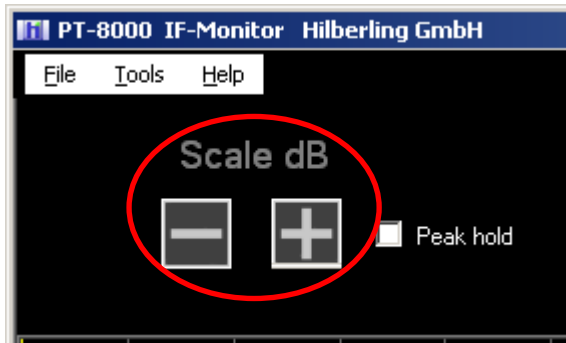 PT-8000 IF-Monitor Hilberling GmbH
File Tools Help
Scale dB
Peak hold